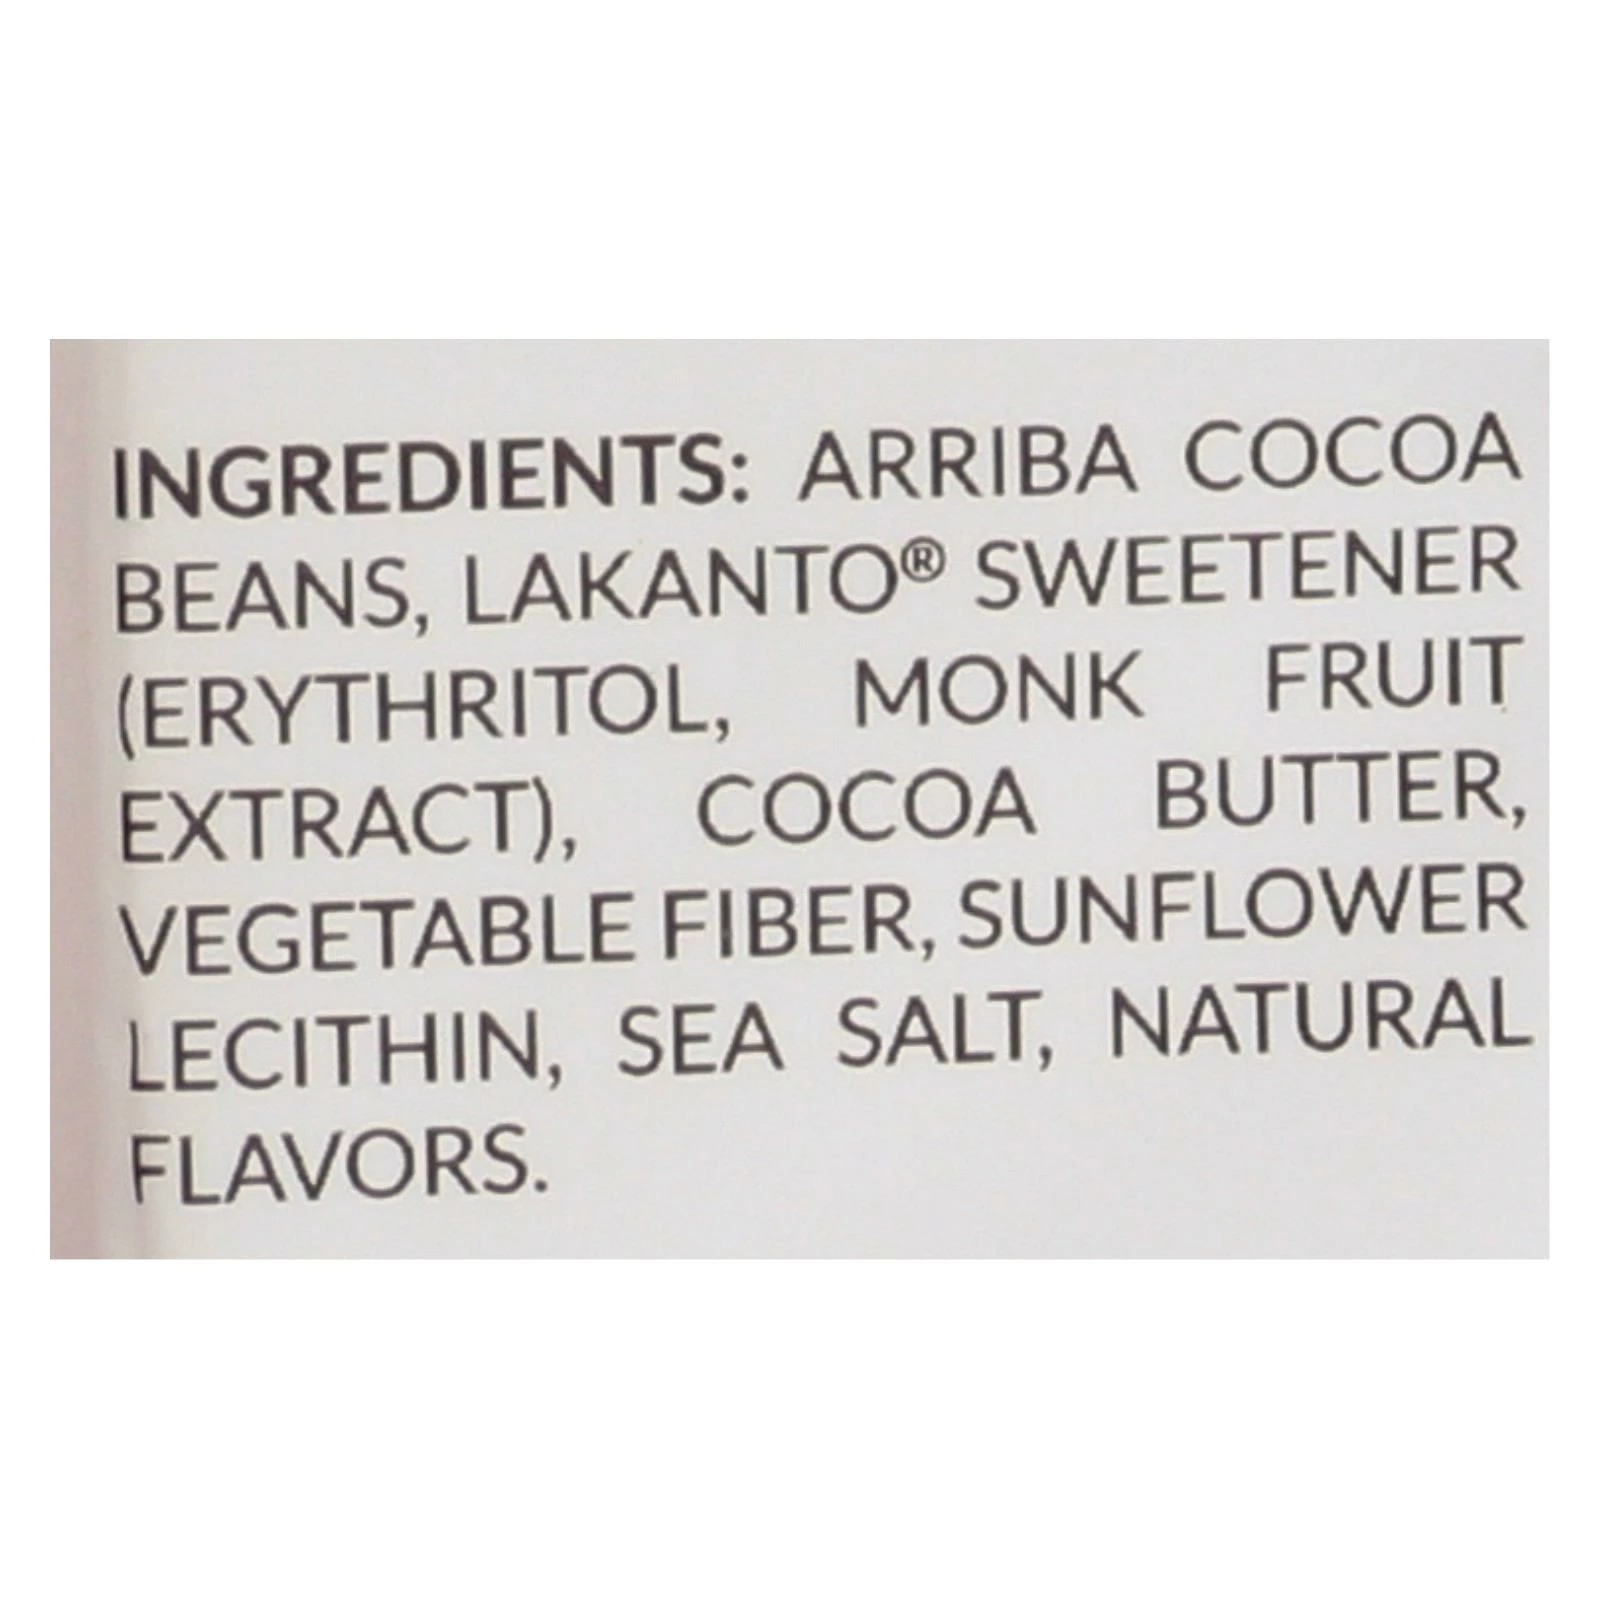 INGREDIENTS: ARRIBA COCOA
BEANS, LAKANTO® SWEETENER
(ERYTHRITOL, MONK FRUIT
EXTRACT), COCOA BUTTER,
VEGETABLE FIBER, SUNFLOWER
LECITHIN, SEA SALT, NATURAL
FLAVORS.